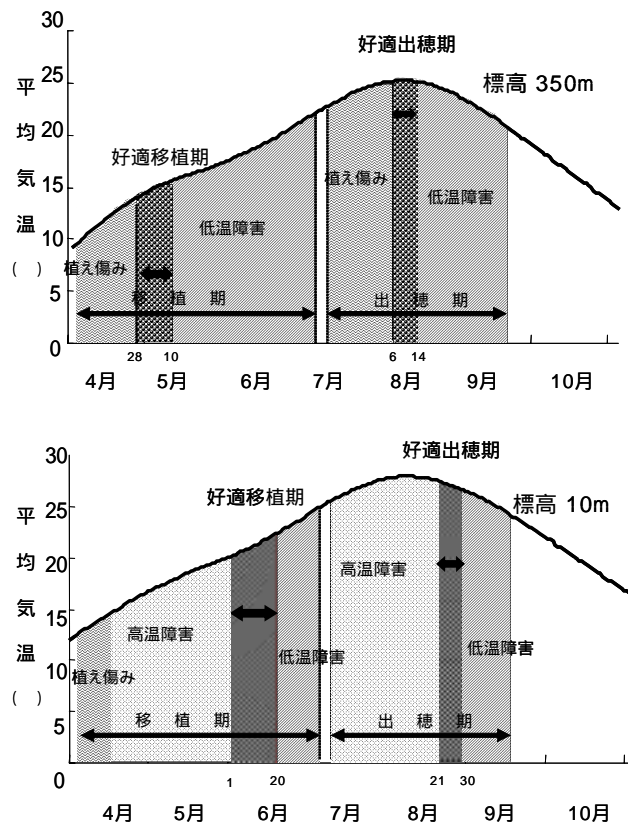 30
好適出穂期
標高 350m
25
平均気温
( )
20
好適移植期
植え傷み
15
低温障害
低温障害
10
植え傷み
5
移植期
出穂期
0
28 10 6 14
4月 5月 6月 7月 8月 9月 10月
30
好適出穂期
好適移植期
標高 10m
25
平均気温
( )
20
高温障害
15
高温障害
低温障害
低温障害
10
植え傷み
5
移植期
出穂期
0
1 20 21 30
4月 5月 6月 7月 8月 9月 10月